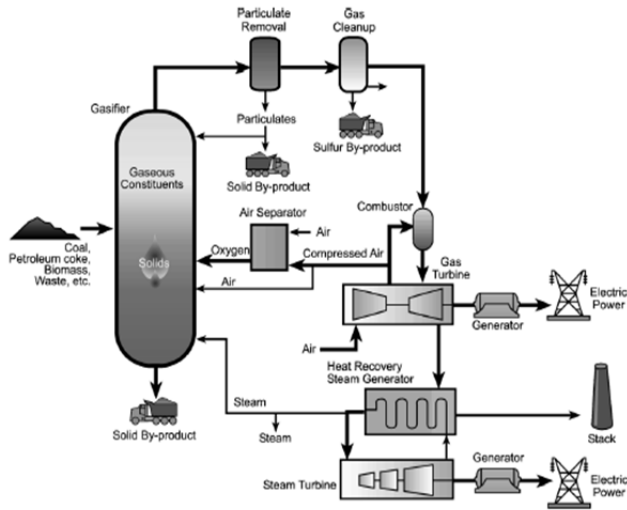 Particulate
Removal
Gas
Cleanup
Gasifier
Particulates
Sulfur By-product
Gaseous
Constituents
Solid By-product
Air Separator
Combustor
Air
Solids
Oxygen
Compressed Air
Coal,
Petroleum coke,
Biomass,
Waste, etc.
Air
Gas
Turbine
Electric
Power
Generator
Air
Heat Recovery
Steam Generator
Steam
Steam
Solid By-product
Stack
Generator
Steam Turbine
Electric
Power